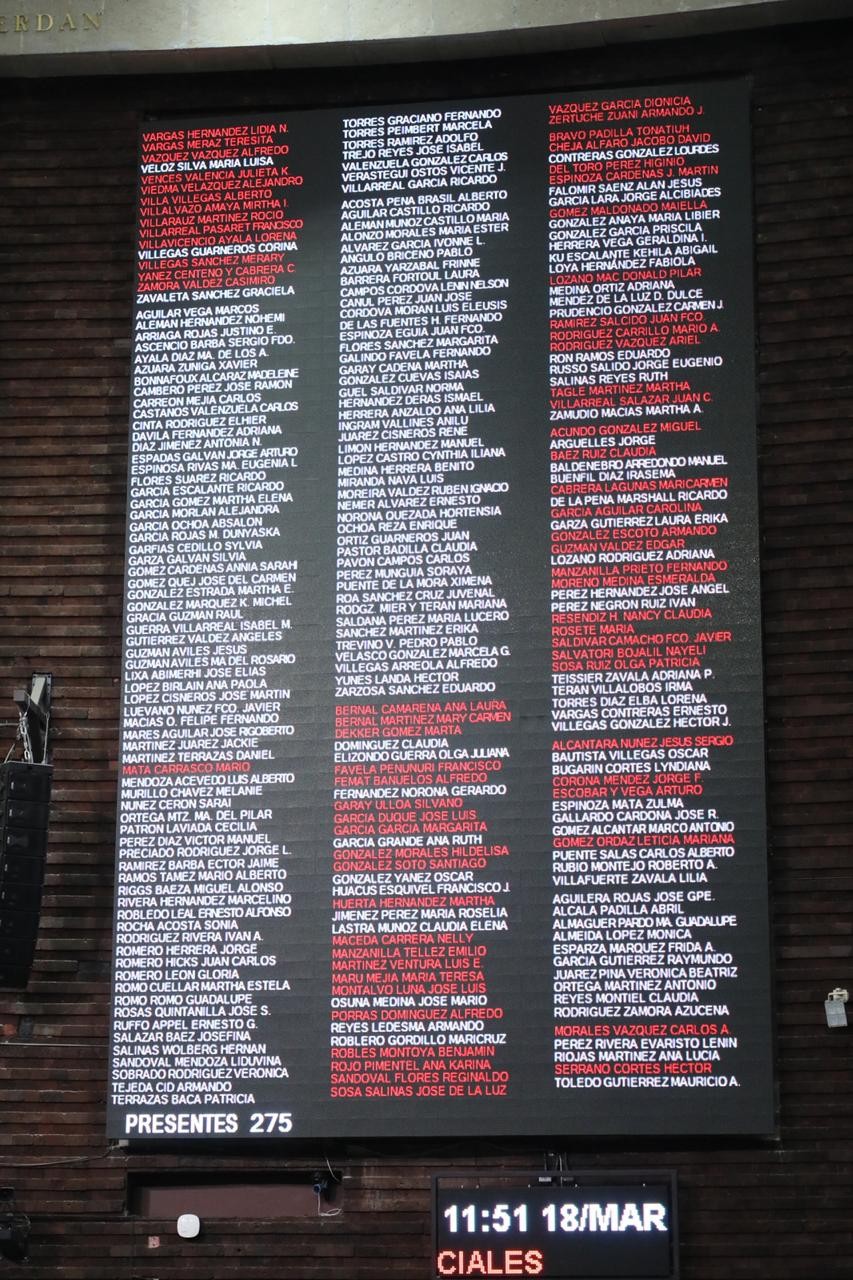 ERDAN
VARGAS HERNANDEZ LIDIA N.
VARGAS MERAZ TERESITA
VAZQUEZ VAZQUEZ ALFREDO
VELOZ SILVA MARIA LUISA
VENCES VALENCIA JULIETA K.
VIEDMA VELAZQUEZ ALEJANDRO
VILLA VILLEGAS ALBERTO
VILLALVAZO AMAYA MIRTHA I.
VILLARAUZ MARTINEZ ROCIO
VILLARREAL PASARET FRANCISCO
VILLAVICENCIO AYALA LORENA
VILLEGAS GUARNEROS CORINA
VILLEGAS SANCHEZ MERARY
YANEZ CENTENO Y CABRERA C.
ZAMORA VALDEZ CASIMIRO
ZAVALETA SANCHEZ GRACIELA
AGUILAR VEGA MARCOS
ALEMAN HERNANDEZ NOHEMI
ARRIAGA ROJAS JUSTINO E.
ASCENCIO BARBA SERGIO FDO.
AYALA DIAZ MA. DE LOS A.
AZUARA ZUNIGA XAVIER
BONNAFOUX ALCARAZ MADELEINE
CAMBERO PEREZ JOSE RAMON
CARREON MEJIA CARLOS
CASTANOS VALENZUELA CARLOS
CINTA RODRIGUEZ ELHIER
DAVILA FERNANDEZ ADRIANA
DIAZ JIMENEZ ANTONIA N.
ESPADAS GALVAN JORGE ARTURO
ESPINOSA RIVAS MA. EUGENIA L
FLORES SUAREZ RICARDO
GARCIA ESCALANTE RICARDO
GARCIA GOMEZ MARTHA ELENA
GARCIA MORLAN ALEJANDRA
GARCIA OCHOA ABSALON
GARCIA ROJAS M. DUNYASKA
GARFIAS CEDILLO SYLVIA
GARZA GALVAN SILVIA
GOMEZ CARDENAS ANNIA SARAHI
GOMEZ QUEJ JOSE DEL CARMEN
GONZALEZ ESTRADA MARTHA E.
GONZALEZ MARQUEZ K. MICHEL
GRACIA GUZMAN RAUL
GUERRA VILLARREAL ISABEL M.
GUTIERREZ VALDEZ ANGELES
GUZMAN AVILES JESUS
GUZMAN AVILES MA DEL ROSARIO
LIXA ABIMERHI JOSE ELIAS
LOPEZ BIRLAIN ANA PAOLA
LOPEZ CISNEROS JOSE MARTIN
LUEVANO NUNEZ FCO. JAVIER
MACIAS O. FELIPE FERNANDO
MARES AGUILAR JOSE RIGOBERTO
MARTINEZ JUAREZ JACKIE
MARTINEZ TERRAZAS DANIEL
MATA CARRASCO MARIO
MENDOZA ACEVEDO LUIS ALBERTO
MURILLO CHAVEZ MELANIE
NUNEZ CERON SARAI
ORTEGA MTZ. MA. DEL PILAR
PATRON LAVIADA CECILIA
PEREZ DIAZ VICTOR MANUEL
PRECIADO RODRIGUEZ JORGE L.
RAMIREZ BARBA ECTOR JAIME
RAMOS TAMEZ MARIO ALBERTO
RIGGS BAEZA MIGUEL ALONSO
RIVERA HERNANDEZ MARCELINO
ROBLEDO LEAL ERNESTO ALFONSO
ROCHA ACOSTA SONIA
RODRIGUEZ RIVERA IVAN A.
ROMERO HERRERA JORGE
ROMERO HICKS JUAN CARLOS
ROMERO LEON GLORIA
ROMO CUELLAR MARTHA ESTELA
ROMO ROMO GUADALUPE
ROSAS QUINTANILLA JOSE S.
RUFFO APPEL ERNESTO G.
SALAZAR BAEZ JOSEFINA
SALINAS WOLBERG HERNAN
SANDOVAL MENDOZA LIDUVINA
SOBRADO RODRIGUEZ VERONICA
TEJEDA CID ARMANDO
TERRAZAS BACA PATRICIA
TORRES GRACIANO FERNANDO
TORRES PEIMBERT MARCELA
TORRES RAMIREZ ADOLFO
TREJO REYES JOSE ISABEL
VALENZUELA GONZALEZ CARLOS
VERASTEGUI OSTOS VICENTE J.
VILLARREAL GARCIA RICARDO
ACOSTA PENA BRASIL ALBERTO
AGUILAR CASTILLO RICARDO
ALEMAN MUNOZ CASTILLO MARIA
ALONZO MORALES MARIA ESTER
ALVAREZ GARCIA IVONNE L.
ANGULO BRICENO PABLO
AZUARA YARZABAL FRINNE
BARRERA FORTOUL LAURA
CAMPOS CORDOVA LENIN NELSON
CANUL PEREZ JUAN JOSE
CORDOVA MORAN LUIS ELEUSIS
DE LAS FUENTES H. FERNANDO
ESPINOZA EGUIA JUAN FCO.
FLORES SANCHEZ MARGARITA
GALINDO FAVELA FERNANDO
GARAY CADENA MARTHA
GONZALEZ CUEVAS ISAIAS
GUEL SALDIVAR NORMA
HERNANDEZ DERAS ISMAEL
HERRERA ANZALDO ANA LILIA
INGRAM VALLINES ANILU
JUAREZ CISNEROS RENE
LIMON HERNANDEZ MANUEL
LOPEZ CASTRO CYNTHIA ILIANA
MEDINA HERRERA BENITO
MIRANDA NAVA LUIS
MOREIRA VALDEZ RUBEN IGNACIO
NEMER ALVAREZ ERNESTO
NORONA QUEZADA HORTENSIA
OCHOA REZA ENRIQUE
ORTIZ GUARNEROS JUAN
PASTOR BADILLA CLAUDIA
PAVON CAMPOS CARLOS
PEREZ MUNGUIA SORAYA
PUENTE DE LA MORA XIMENA
ROA SANCHEZ CRUZ JUVENAL
RODGZ. MIER Y TERAN MARIANA
SALDANA PEREZ MARIA LUCERO
SANCHEZ MARTINEZ ERIKA
TREVINO V. PEDRO PABLO
VELASCO GONZALEZ MARCELA G.
VILLEGAS ARREOLA ALFREDO
YUNES LANDA HECTOR
ZARZOSA SANCHEZ EDUARDO
BERNAL CAMARENA ANA LAURA
BERNAL MARTINEZ MARY CARMEN
DEKKER GOMEZ MARTA
DOMINGUEZ CLAUDIA
ELIZONDO GUERRA OLGA JULIANA
FAVELA PENUNURI FRANCISCO
FEMAT BANUELOS ALFREDO
FERNANDEZ NORONA GERARDO
GARAY ULLOA SILVANO
GARCIA DUQUE JOSE LUIS
GARCIA GARCIA MARGARITA
GARCIA GRANDE ANA RUTH
GONZALEZ MORALES HILDELISA
GONZALEZ SOTO SANTIAGO
GONZALEZ YANEZ OSCAR
HUACUS ESQUIVEL FRANCISCO J.
HUERTA HERNANDEZ MARTHA
JIMENEZ PEREZ MARIA ROSELIA
LASTRA MUNOZ CLAUDIA ELENA
MACEDA CARRERA NELLY
MANZANILLA TELLEZ EMILIO
MARTINEZ VENTURA LUIS E.
MARU MEJIA MARIA TERESA
MONTALVO LUNA JOSE LUIS
OSUNA MEDINA JOSE MARIO
PORRAS DOMINGUEZ ALFREDO
REYES LEDESMA ARMANDO
ROBLERO GORDILLO MARICRUZ
ROBLES MONTOYA BENJAMIN
ROJO PIMENTEL ANA KARINA
SANDOVAL FLORES REGINALDO
SOSA SALINAS JOSE DE LA LUZ
VAZQUEZ GARCIA DIONICIA
ZERTUCHE ZUANI ARMANDO J.
BRAVO PADILLA TONATIUH
CHEJA ALFARO JACOBO DAVID
CONTRERAS GONZALEZ LOURDES
DEL TORO PEREZ HIGINIO
ESPINOZA CARDENAS J. MARTIN
FALOMIR SAENZ ALAN JESUS
GARCIA LARA JORGE ALCIBIADES
GOMEZ MALDONADO MAIELLA
GONZALEZ ANAYA MARIA LIBIER
GONZALEZ GARCIA PRISCILA
HERRERA VEGA GERALDINA I.
KU ESCALANTE KEHILA ABIGAIL
LOYA HERNÁNDEZ FABIOLA
LOZANO MAC DONALD PILAR
MEDINA ORTIZ ADRIANA
MENDEZ DE LA LUZ D. DULCE
PRUDENCIO GONZALEZ CARMEN J.
RAMIREZ SALCIDO JUAN FCO.
RODRIGUEZ CARRILLO MARIO A.
RODRIGUEZ VAZQUEZ ARIEL
RON RAMOS EDUARDO
RUSSO SALIDO JORGE EUGENIO
SALINAS REYES RUTH
TAGLE MARTINEZ MARTHA
VILLARREAL SALAZAR JUAN C.
ZAMUDIO MACIAS MARTHA A.
ACUNDO GONZALEZ MIGUEL
ARGUELLES JORGE
BAEZ RUIZ CLAUDIA
BALDENEBRO ARREDONDO MANUEL
BUENFIL DIAZ IRASEMA
CABRERA LAGUNAS MARICARMEN
DE LA PENA MARSHALL RICARDO
GARCIA AGUILAR CAROLINA
GARZA GUTIERREZ LAURA ERIKA
GONZALEZ ESCOTO ARMANDO
GUZMAN VALDEZ EDGAR
LOZANO RODRIGUEZ ADRIANA
MANZANILLA PRIETO FERNANDO
MORENO MEDINA ESMERALDA
PEREZ HERNANDEZ JOSE ANGEL
PEREZ NEGRON RUIZ IVAN
RESENDIZ H. NANCY CLAUDIA
ROSETE MARIA
SALDIVAR CAMACHO FCO. JAVIER
SALVATORI BOJALIL NAYELI
SOSA RUIZ OLGA PATRICIA
TEISSIER ZAVALA ADRIANA P.
TERAN VILLALOBOS IRMA
TORRES DIAZ ELBA LORENA
VARGAS CONTRERAS ERNESTO
VILLEGAS GONZALEZ HECTOR J.
ALCANTARA NUNEZ JESUS SERGIO
BAUTISTA VILLEGAS OSCAR
BUGARIN CORTES LYNDIANA
CORONA MENDEZ JORGE F.
ESCOBAR Y VEGA ARTURO
ESPINOZA MATA ZULMA
GALLARDO CARDONA JOSE R.
GOMEZ ALCANTAR MARCO ANTONIO
GOMEZ ORDAZ LETICIA MARIANA
PUENTE SALAS CARLOS ALBERTO
RUBIO MONTEJO ROBERTO A.
VILLAFUERTE ZAVALA LILIA
AGUILERA ROJAS JOSE GPE.
ALCALA PADILLA ABRIL
ALMAGUER PARDO MA. GUADALUPE
ALMEIDA LOPEZ MONICA
ESPARZA MARQUEZ FRIDA A.
GARCIA GUTIERREZ RAYMUNDO
JUAREZ PINA VERONICA BEATRIZ
ORTEGA MARTINEZ ANTONIO
REYES MONTIEL CLAUDIA
RODRIGUEZ ZAMORA AZUCENA
MORALES VAZQUEZ CARLOS A.
PEREZ RIVERA EVARISTO LENIN
RIOJAS MARTINEZ ANA LUCIA
SERRANO CORTES HECTOR
TOLEDO GUTIERREZ MAURICIO A.
PRESENTES 275
11:51 18/MAR
CIALES